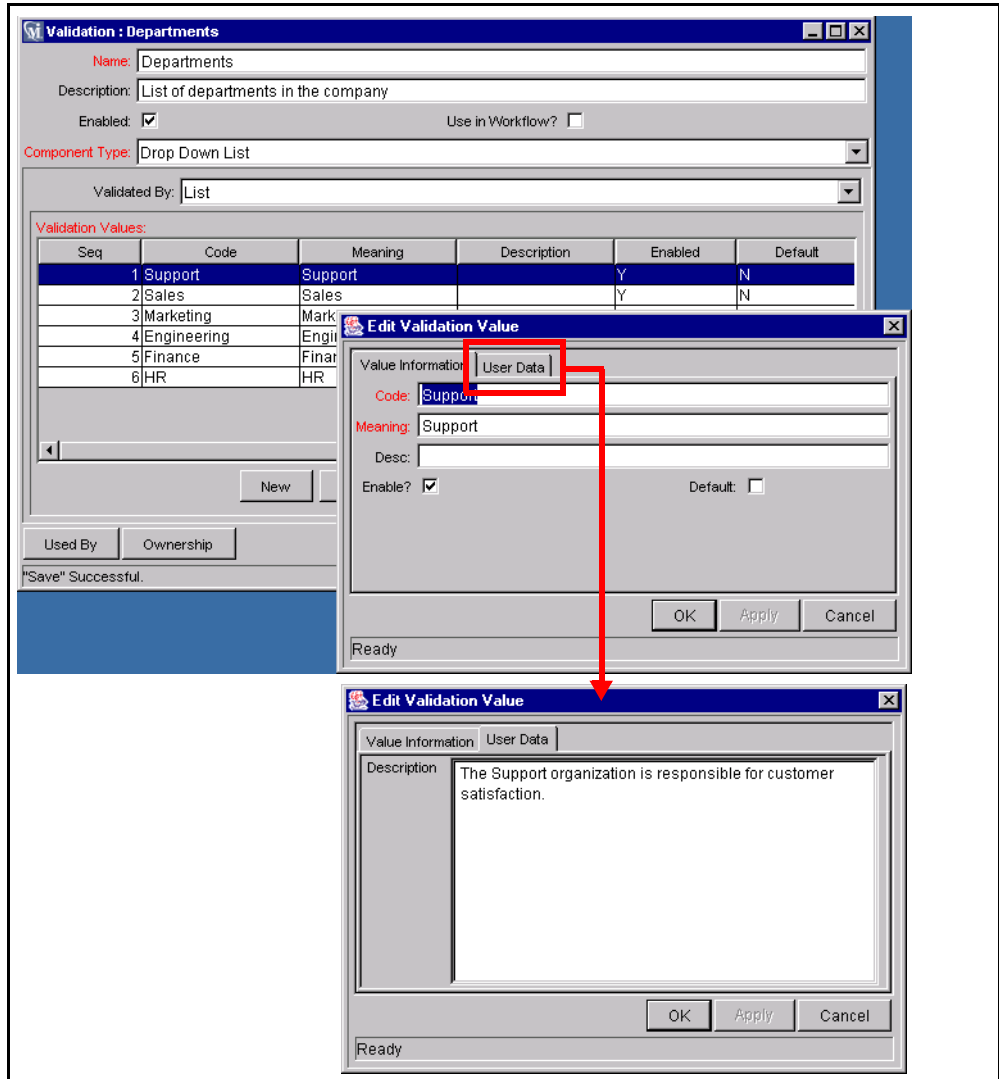 Validation : Departments
Name: Departments
Description: List of departments in the company
Enabled: Use in Workflow?
Component Type: Drop Down List
Validated By: List
Validation Values:
Seq Code Meaning Description Enabled Default
1 Support Support Y N
2 Sales Sales Y N
3 Marketing Mark
4 Engineering Engi
5 Finance Finan
6 HR HR
New
Used By Ownership
"Save" Successful.
Edit Validation Value
Value Information User Data
Code: Support
Meaning: Support
Desc:
Enable? Default:
OK Apply Cancel
Ready
Edit Validation Value
Value Information User Data
Description The Support organization is responsible for customer
satisfaction.
OK Apply Cancel
Ready